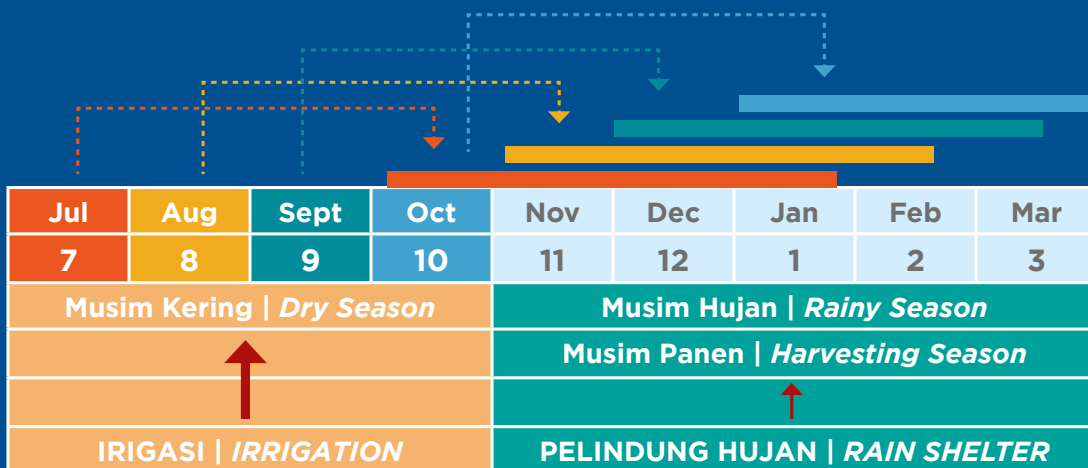 Jul Aug Sept Oct Nov Dec Jan Feb Mar
7 8 9 10 11 12 1 2 3
Musim Kering | Dry Season Musim Hujan | Rainy Season
Musim Panen | Harvesting Season
IRIGASI | IRRIGATION PELINDUNG HUJAN | RAIN SHELTER